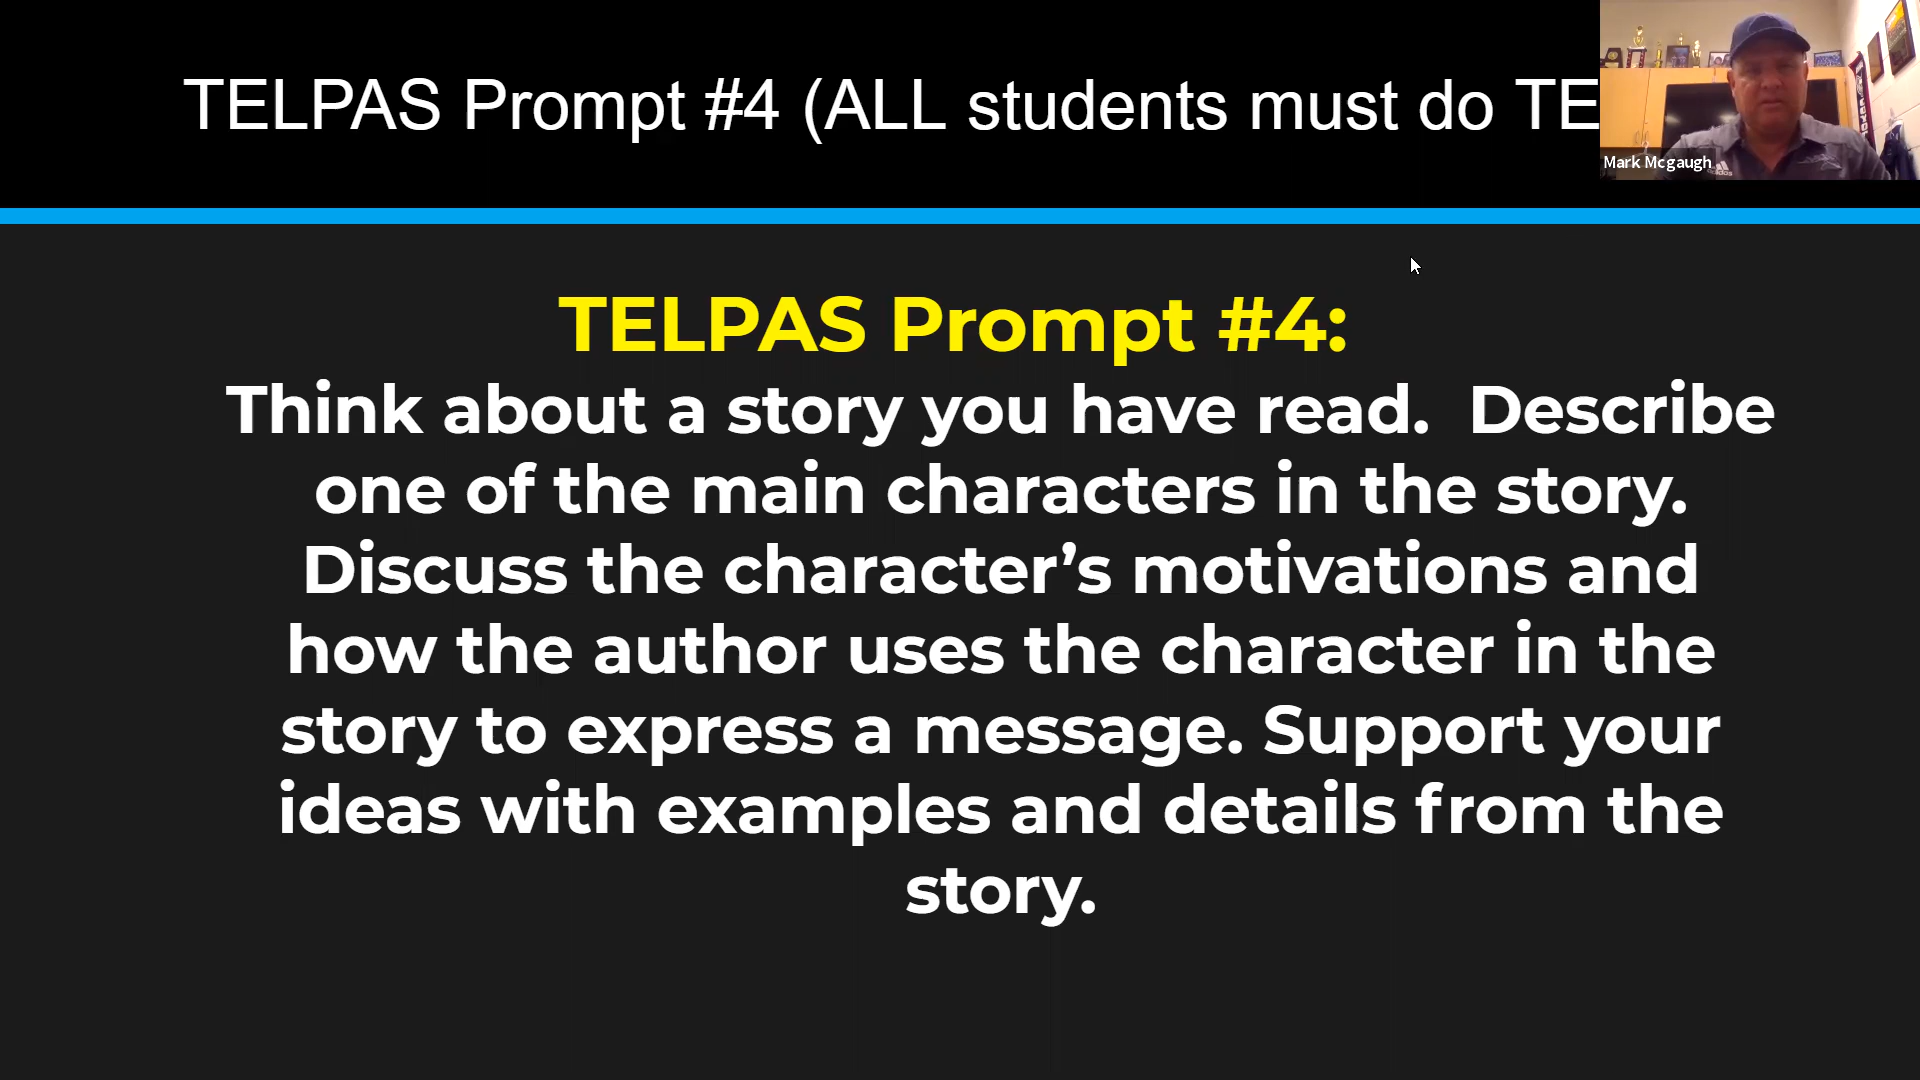 TELPAS Prompt #4 (ALL students must do TE
Mark Mcgaugh
adidas
TELPAS Prompt #4:
Think about a story you have read.  Describe
one of the main characters in the story.
Discuss the character’s motivations and
how the author uses the character in the
story to express a message. Support your
ideas with examples and details from the
story.